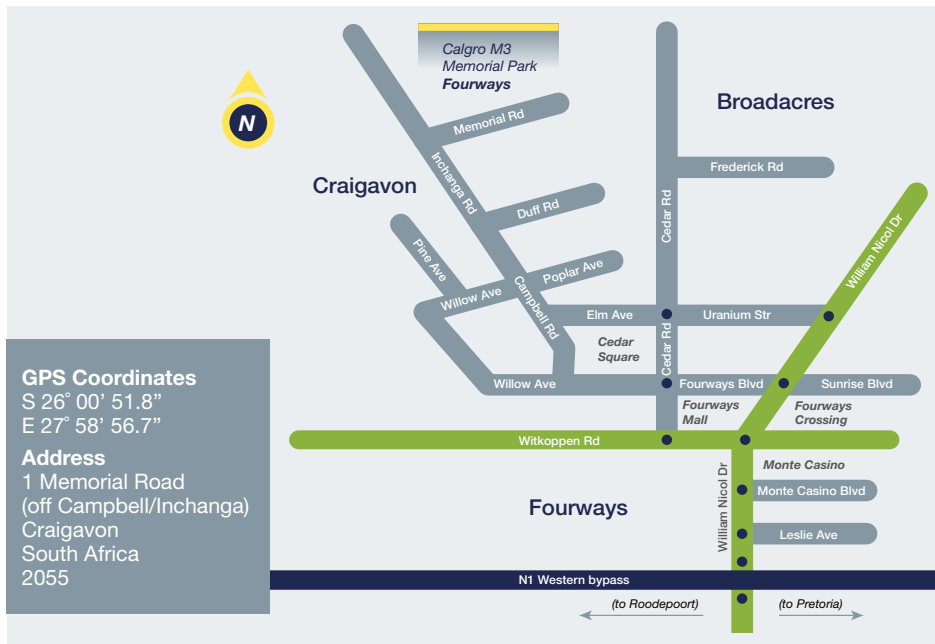 Calgro M3
Memorial Park
Fourways
N
Broadacres
Memorial Rd
Frederick Rd
Craigavon
Inchanga Rd
Duff Rd
Cedar Rd
William Nicol Dr
Pine Ave
Poplar Ave
Willow Ave
Campbell Rd
Elm Ave
Uranium Str
Cedar
Square
Cedar Rd
Willow Ave
Fourways Blvd
Sunrise Blvd
Fourways
Mall
Fourways
Crossing
Witkoppen Rd
Monte Casino
William Nicol Dr
Monte Casino Blvd
Fourways
Leslie Ave
N1 Western bypass
(to Roodepoort)
(to Pretoria)
GPS Coordinates
S 26° 00’ 51.8”
E 27° 58’ 56.7”
Address
1 Memorial Road
(off Campbell/Inchanga)
Craigavon
South Africa
2055